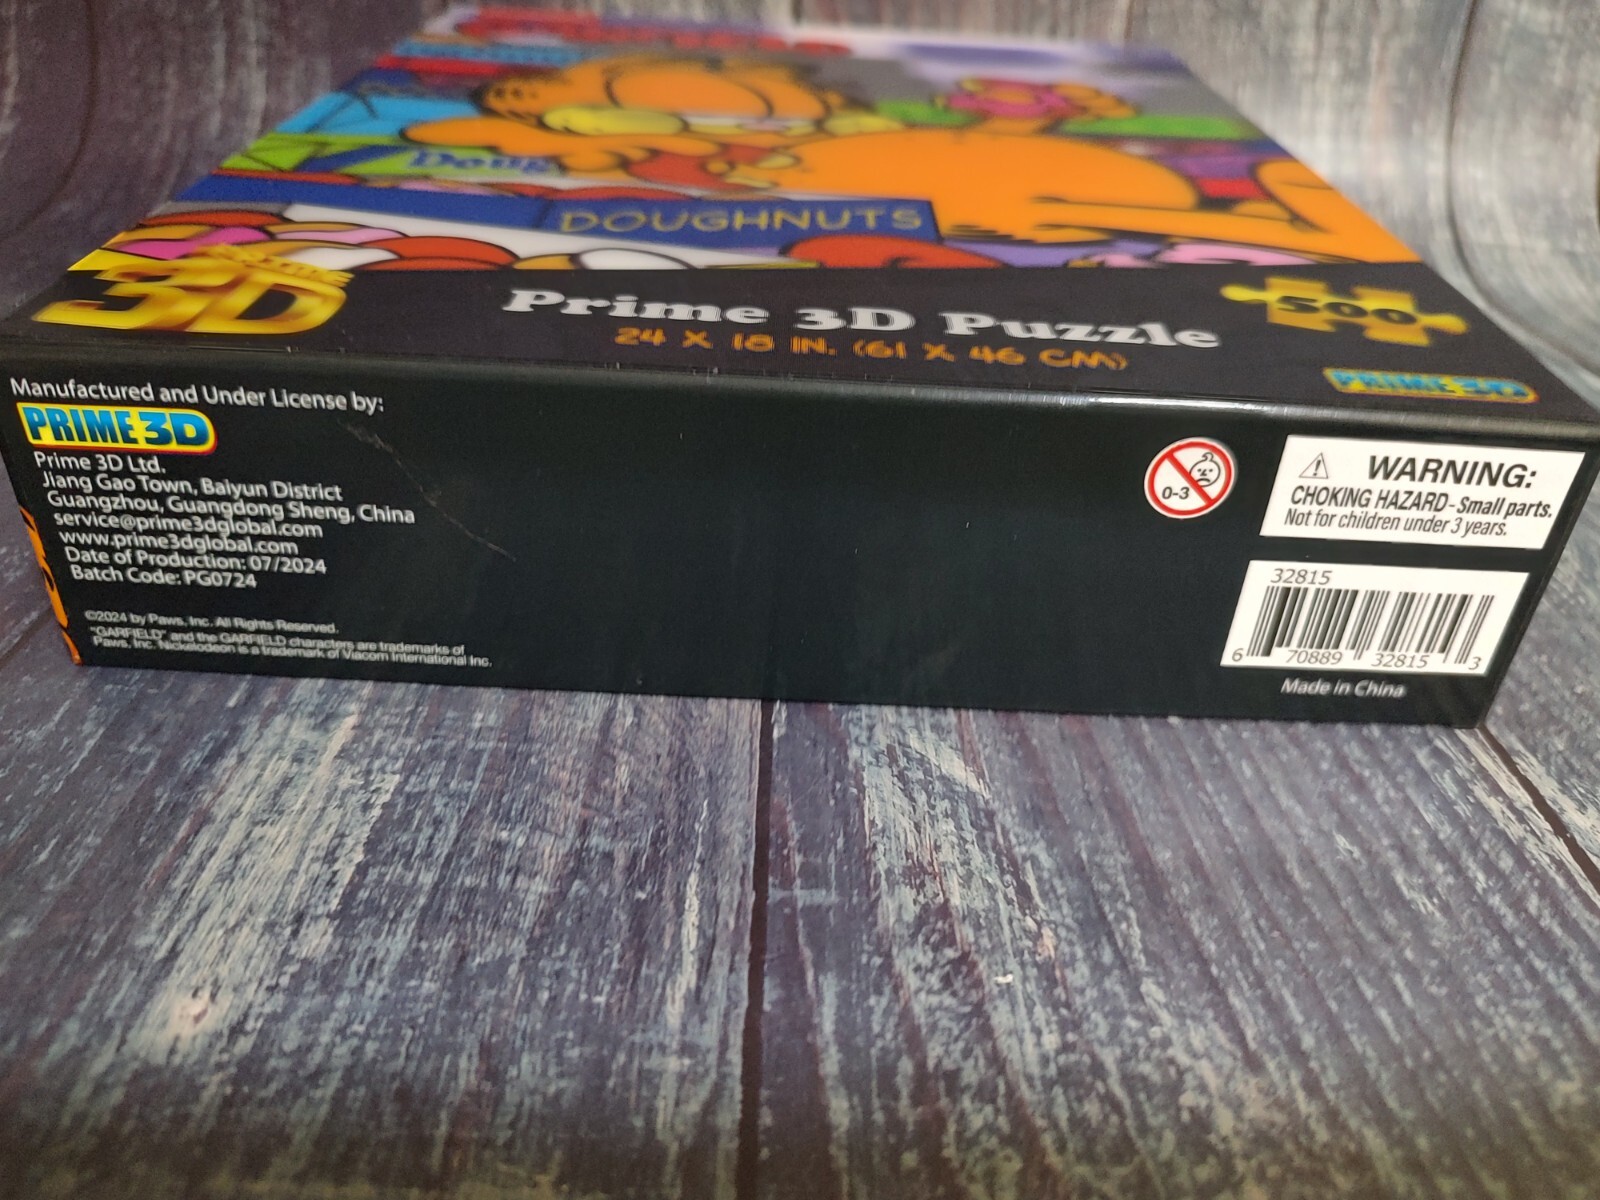 Doug
DOUGHNUTS
3D
Prime 3D Puzzle
24 X 18 IN. (61 X 46 CM)
500
PRIME 3D
Manufactured and Under License by:
PRIME 3D
Prime 3D Ltd.
Jiang Gao Town, Baiyun District
Guangzhou, Guangdong Sheng, China
service@prime3dglobal.com
www.prime3dglobal.com
Date of Production: 07/2024
Batch Code: PG0724
©2024 by Paws, Inc. All Rights Reserved.
"GARFIELD" and the GARFIELD characters are trademarks of
Paws, Inc. Nickelodeon is a trademark of Viacom International Inc.
0-3
WARNING:
CHOKING HAZARD - Small parts.
Not for children under 3 years.
32815
6 70889 32815 3
Made in China